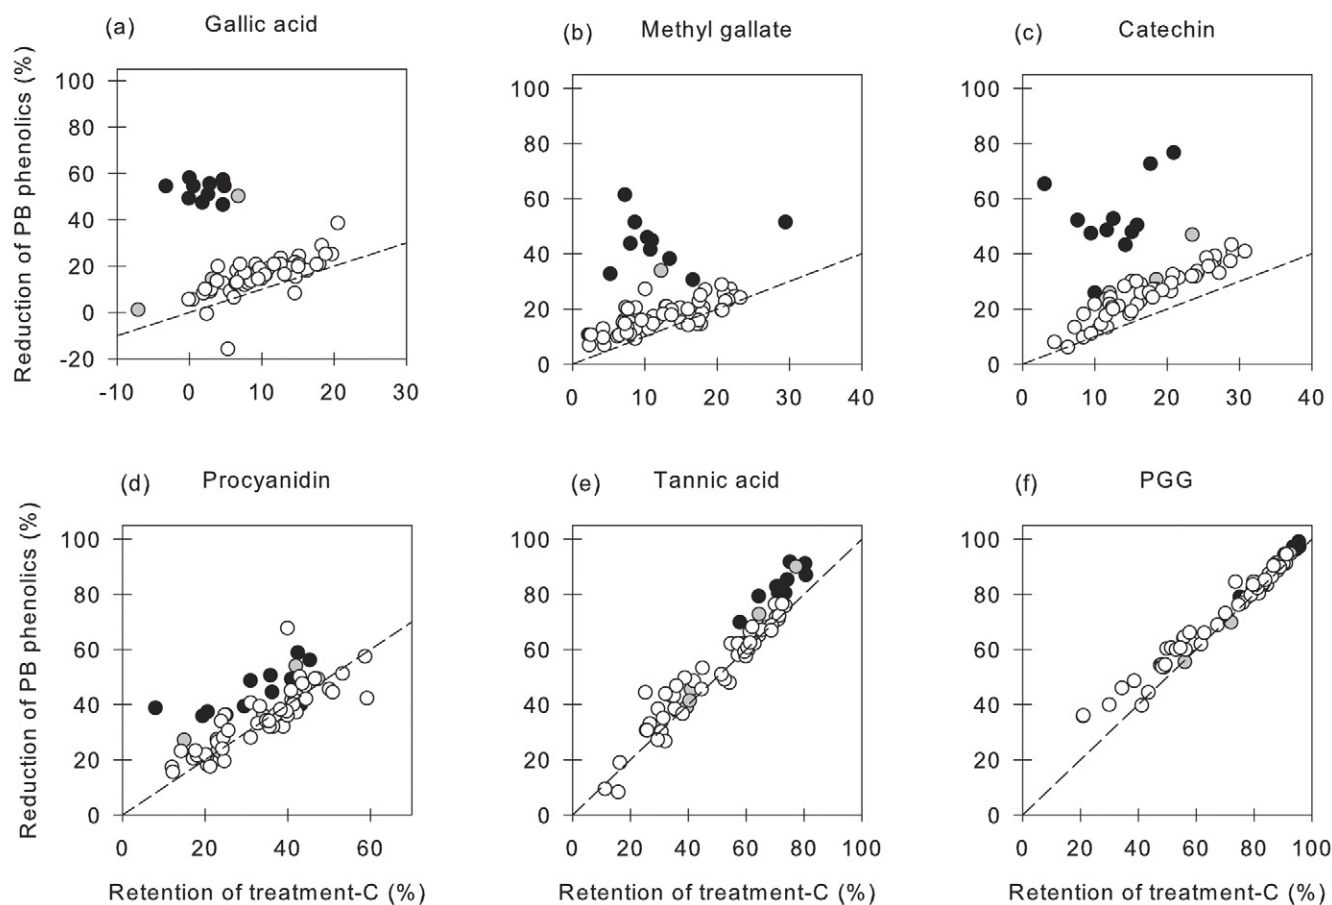 (a) Gallic acid
(b) Methyl gallate
(c) Catechin
Reduction of PB phenolics (%)
100
80
60
40
20
0
-20
-10 0 10 20 30
100
80
60
40
20
0
0 10 20 30 40
100
80
60
40
20
0
0 10 20 30 40
(d) Procyanidin
(e) Tannic acid
(f) PGG
Reduction of PB phenolics (%)
100
80
60
40
20
0
0 20 40 60
Retention of treatment-C (%)
100
80
60
40
20
0
0 20 40 60 80 100
Retention of treatment-C (%)
100
80
60
40
20
0
0 20 40 60 80 100
Retention of treatment-C (%)